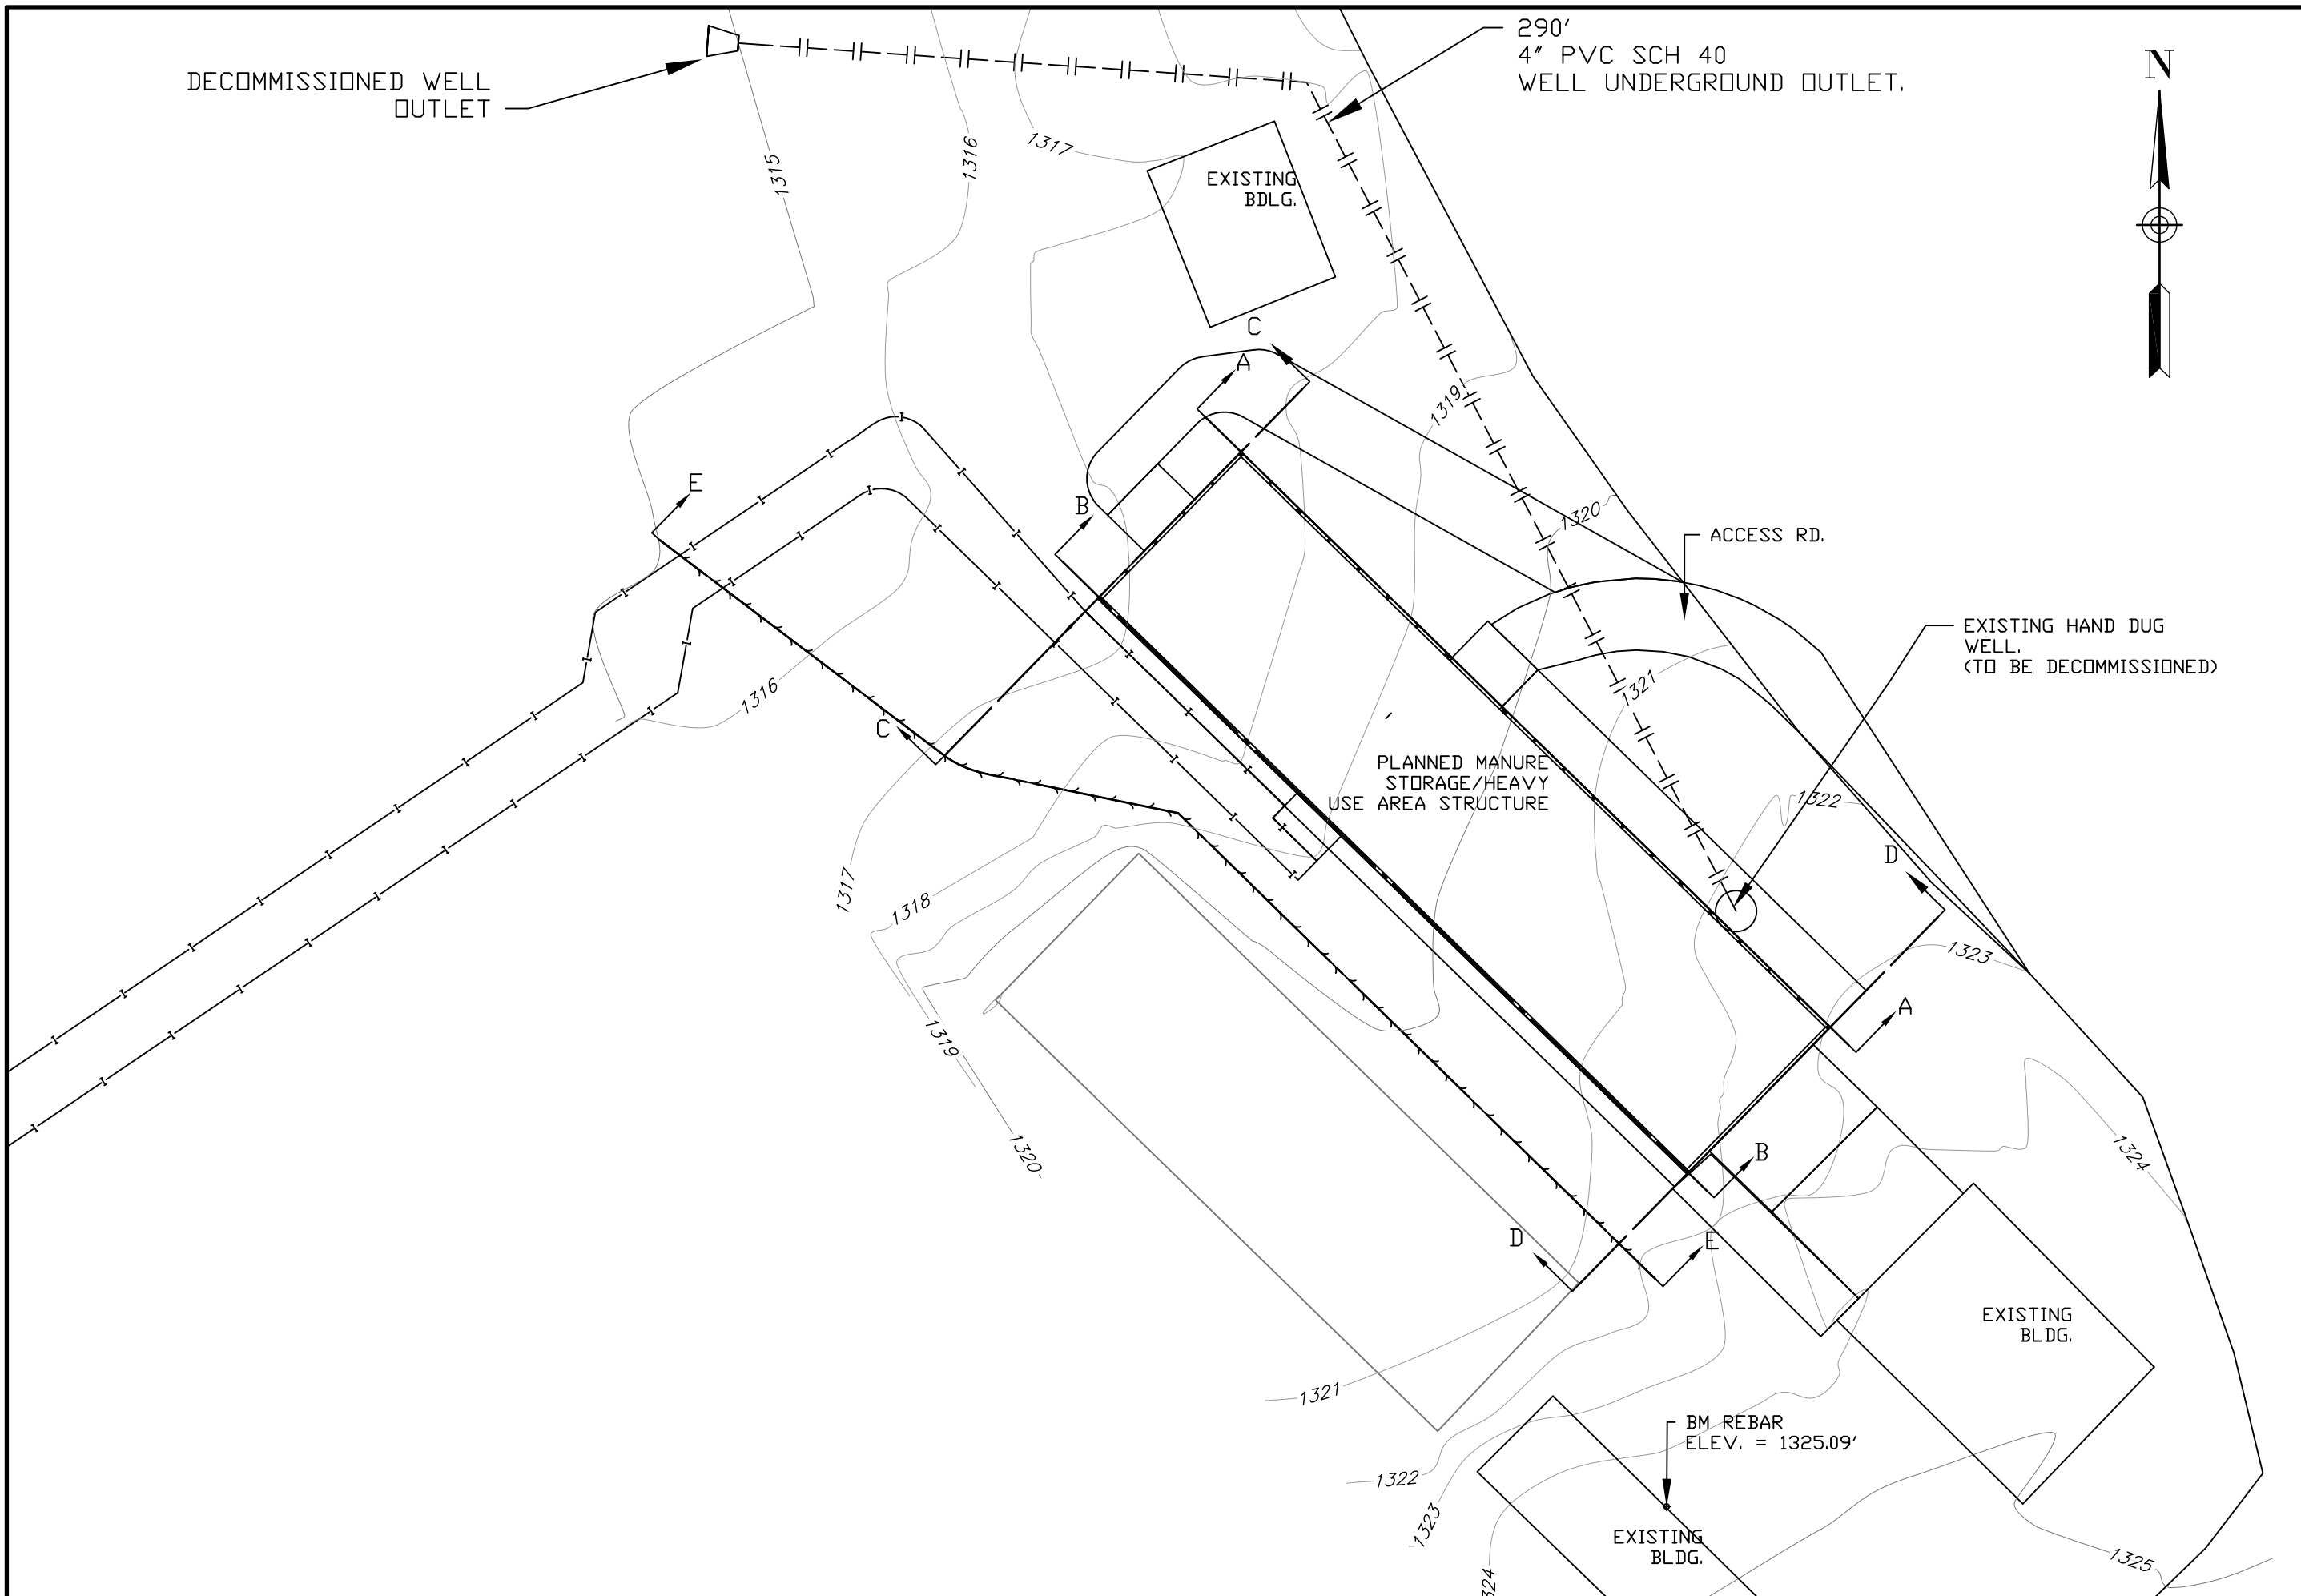 290'
4" PVC SCH 40
WELL UNDERGROUND OUTLET.
N
DECOMMISSIONED WELL
OUTLET
1315
1316
1317
EXISTING
BDLG.
C
A
1319
E
B
1320
ACCESS RD.
EXISTING HAND DUG
WELL.
(TO BE DECOMMISSIONED)
1316
1321
C
PLANNED MANURE
STORAGE/HEAVY
USE AREA STRUCTURE
1322
D
1317
1318
1323
A
1319
1320
1324
B
D
E
EXISTING
BLDG.
1321
BM REBAR
ELEV. = 1325.09'
1322
1323
EXISTING
BLDG.
1325
324